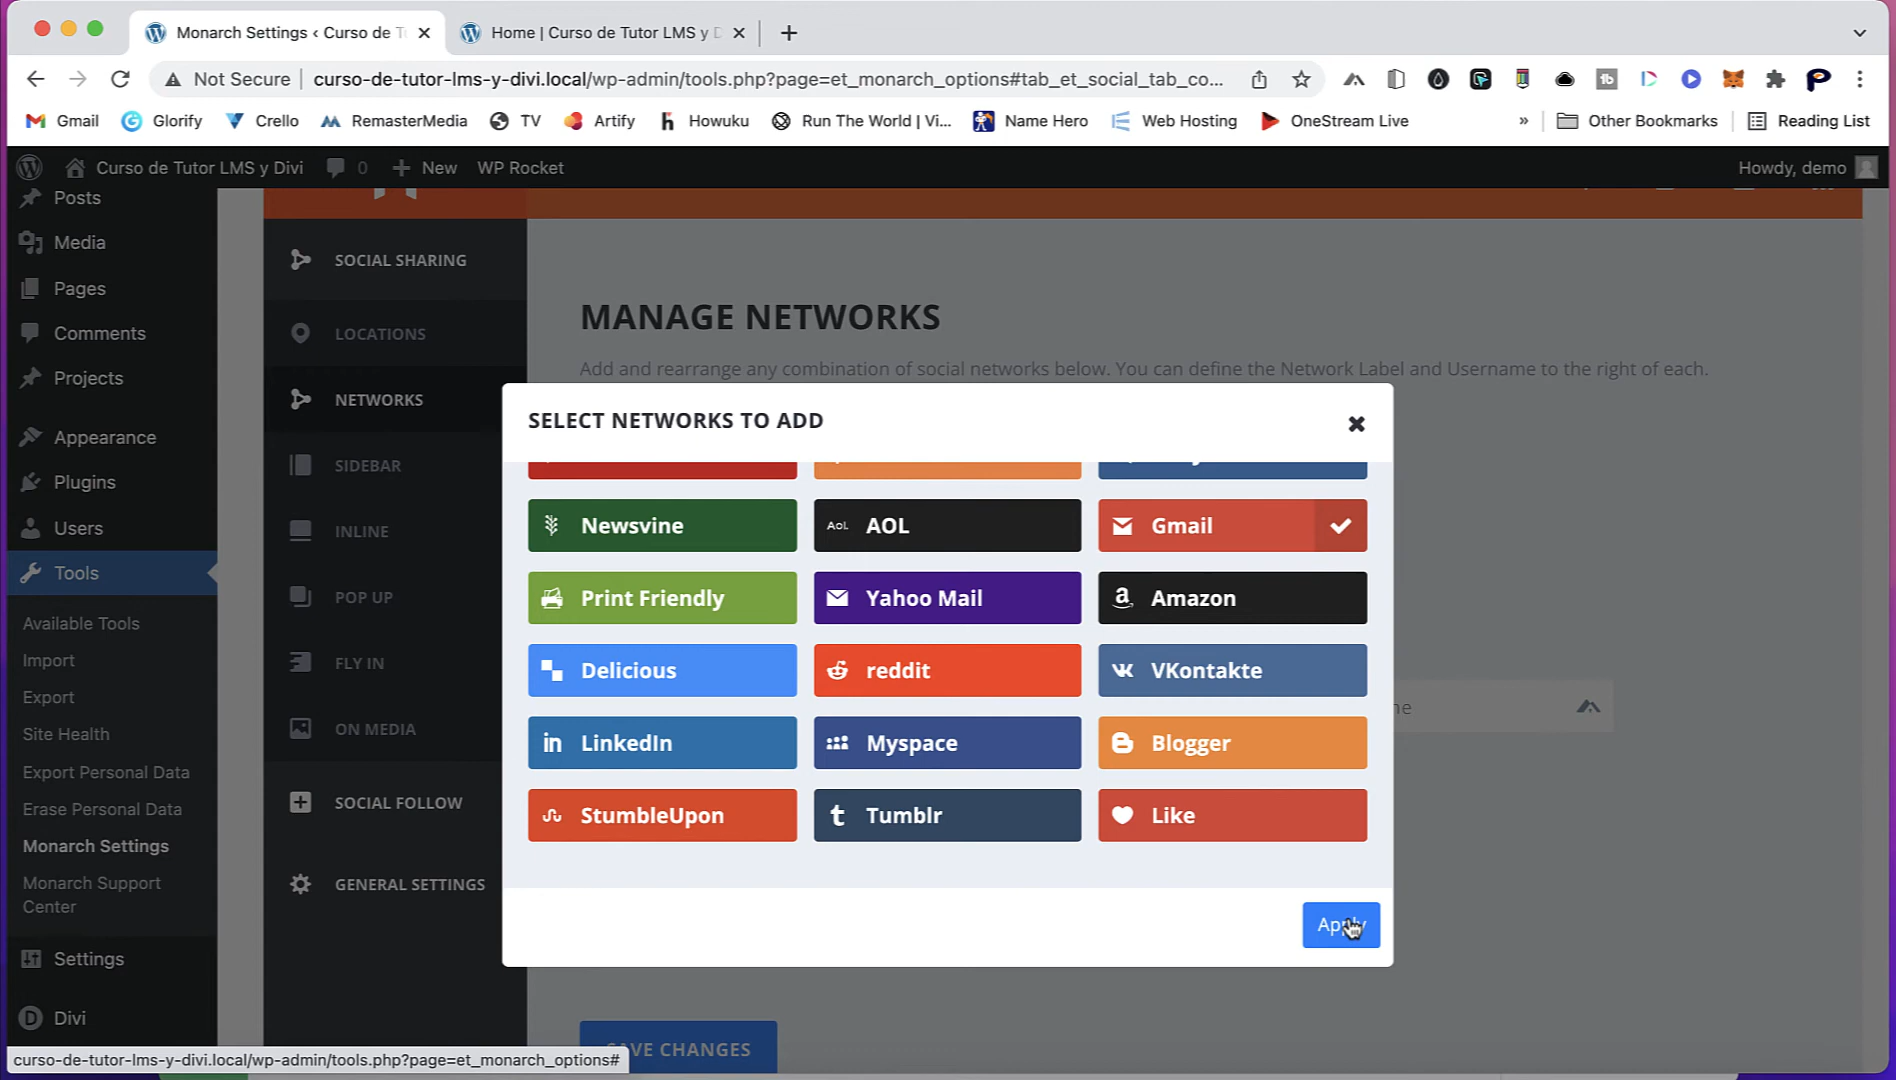 Monarch Settings ‹ Curso de T
Home | Curso de Tutor LMS y D
Not Secure
curso-de-tutor-lms-y-divi.local/wp-admin/tools.php?page=et_monarch_options#tab_et_social_tab_co...
Gmail
Glorify
Crello
RemasterMedia
TV
Artify
Howuku
Run The World | Vi...
Name Hero
Web Hosting
OneStream Live
»
Other Bookmarks
Reading List
Curso de Tutor LMS y Divi
0
New
WP Rocket
Howdy, demo
Posts
Media
Pages
Comments
Projects
Appearance
Plugins
Users
Tools
Available Tools
Import
Export
Site Health
Export Personal Data
Erase Personal Data
Monarch Settings
Monarch Support
Center
Settings
Divi
SOCIAL SHARING
LOCATIONS
NETWORKS
SIDEBAR
INLINE
POP UP
FLY IN
ON MEDIA
SOCIAL FOLLOW
GENERAL SETTINGS
MANAGE NETWORKS
Add and rearrange any combination of social networks below. You can define the Network Label and Username to the right of each.
SELECT NETWORKS TO ADD
Newsvine
AOL
Gmail
Print Friendly
Yahoo Mail
Amazon
Delicious
reddit
VKontakte
LinkedIn
Myspace
Blogger
StumbleUpon
Tumblr
Like
Apply
SAVE CHANGES
curso-de-tutor-lms-y-divi.local/wp-admin/tools.php?page=et_monarch_options#